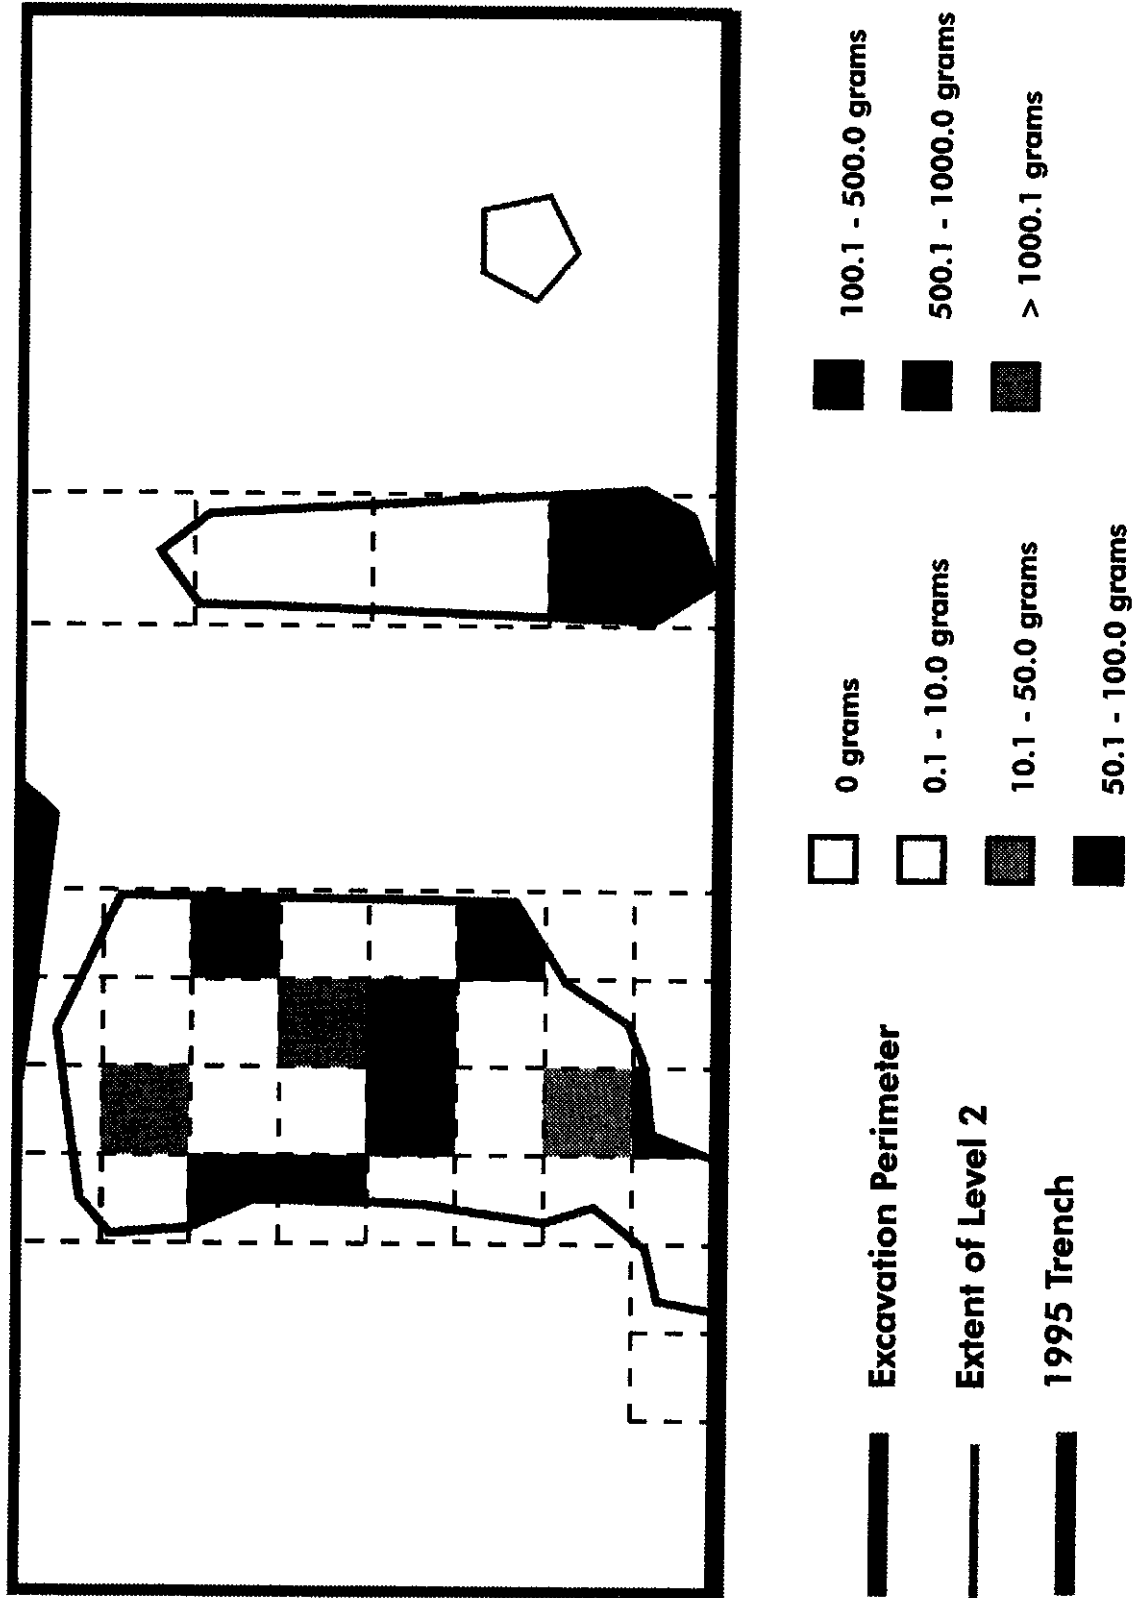 Excavation Perimeter
Extent of Level 2
1995 Trench
0 grams
0.1 - 10.0 grams
10.1 - 50.0 grams
50.1 - 100.0 grams
100.1 - 500.0 grams
500.1 - 1000.0 grams
> 1000.1 grams